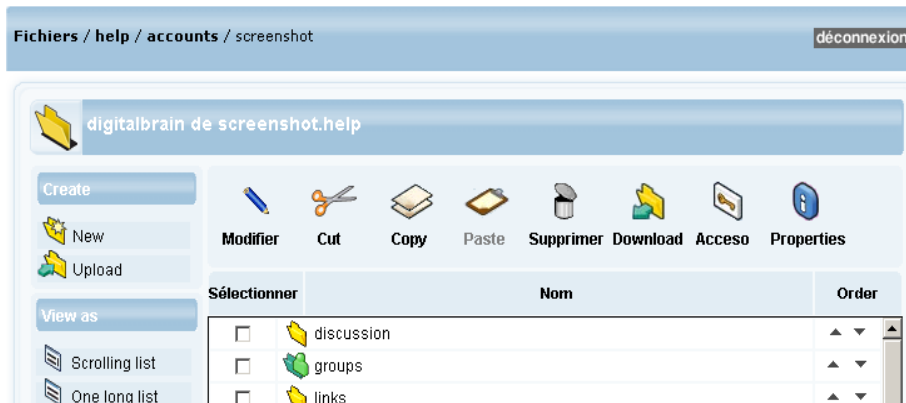 Fichiers / help / accounts / screenshot
déconnexion
digitalbrain de screenshot.help
Create
New
Upload
View as
Scrolling list
One long list
Modifier Cut Copy Paste Supprimer Download Acceso Properties
Sélectionner Nom Order
discussion
groups
links